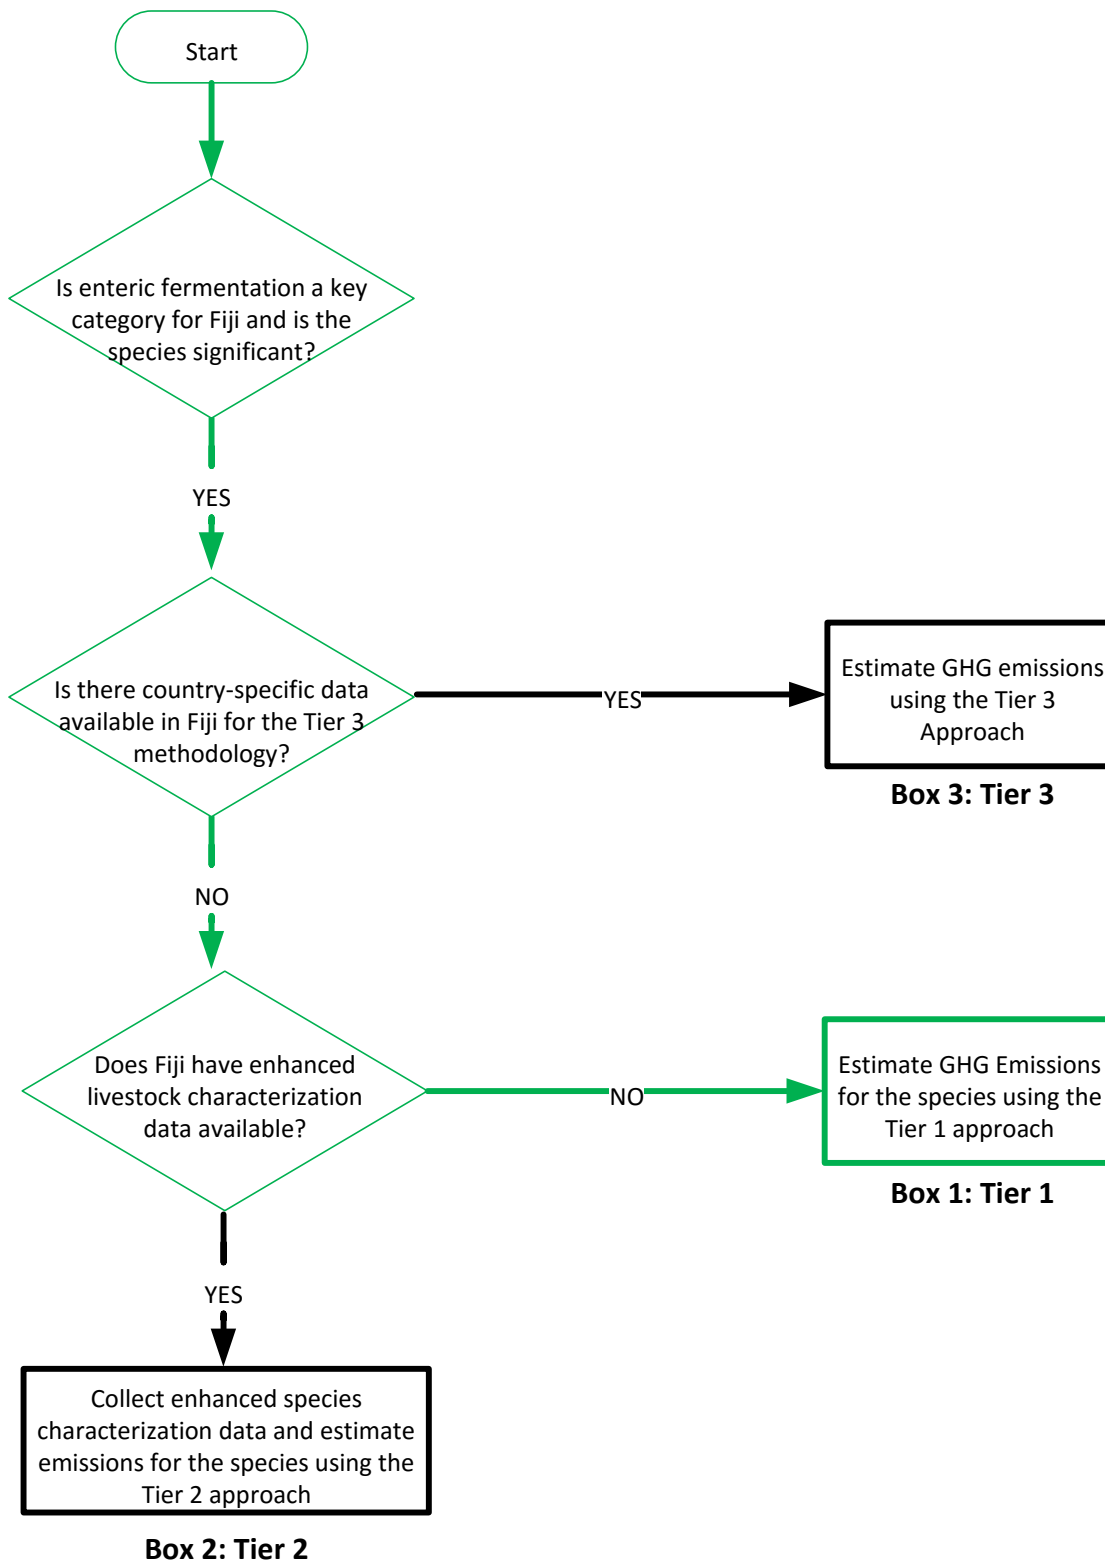 Start
Is enteric fermentation a key
category for Fiji and is the
species significant?
YES
Is there country-specific data
available in Fiji for the Tier 3
methodology?
YES
Estimate GHG emissions
using the Tier 3
Approach
Box 3: Tier 3
NO
Does Fiji have enhanced
livestock characterization
data available?
NO
Estimate GHG Emissions
for the species using the
Tier 1 approach
Box 1: Tier 1
YES
Collect enhanced species
characterization data and estimate
emissions for the species using the
Tier 2 approach
Box 2: Tier 2